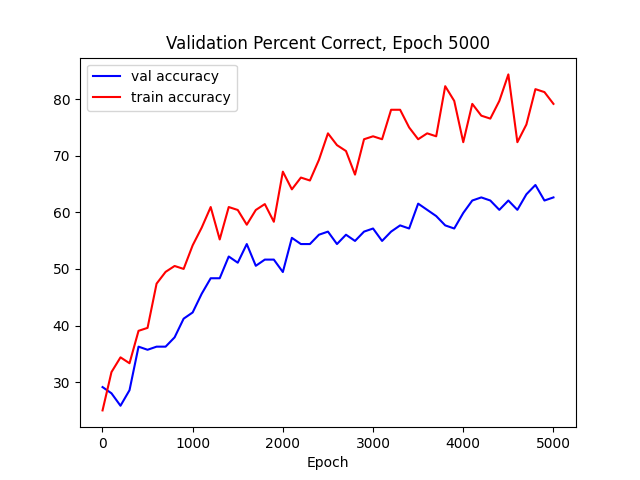 Validation Percent Correct, Epoch 5000
val accuracy
train accuracy
80
70
60
50
40
30
0 1000 2000 3000 4000 5000
Epoch